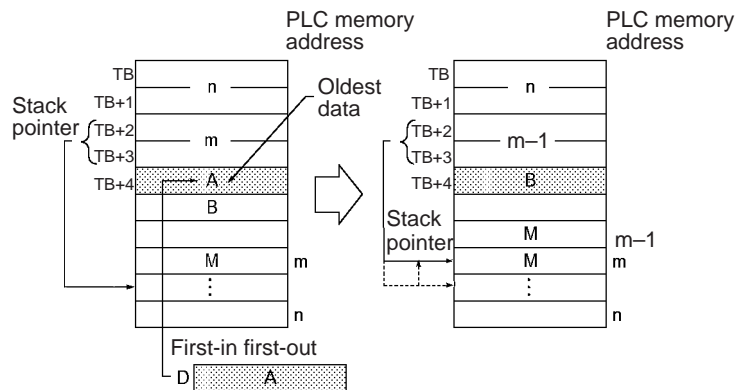 PLC memory
address
TB
n
TB+1
Oldest
data
Stack
pointer
TB+2
m
TB+3
TB+4
A
B
M
m
⋮
n
First-in first-out
D
A
PLC memory
address
TB
n
TB+1
TB+2
m–1
TB+3
TB+4
B
Stack
pointer
M
m–1
M
m
⋮
n